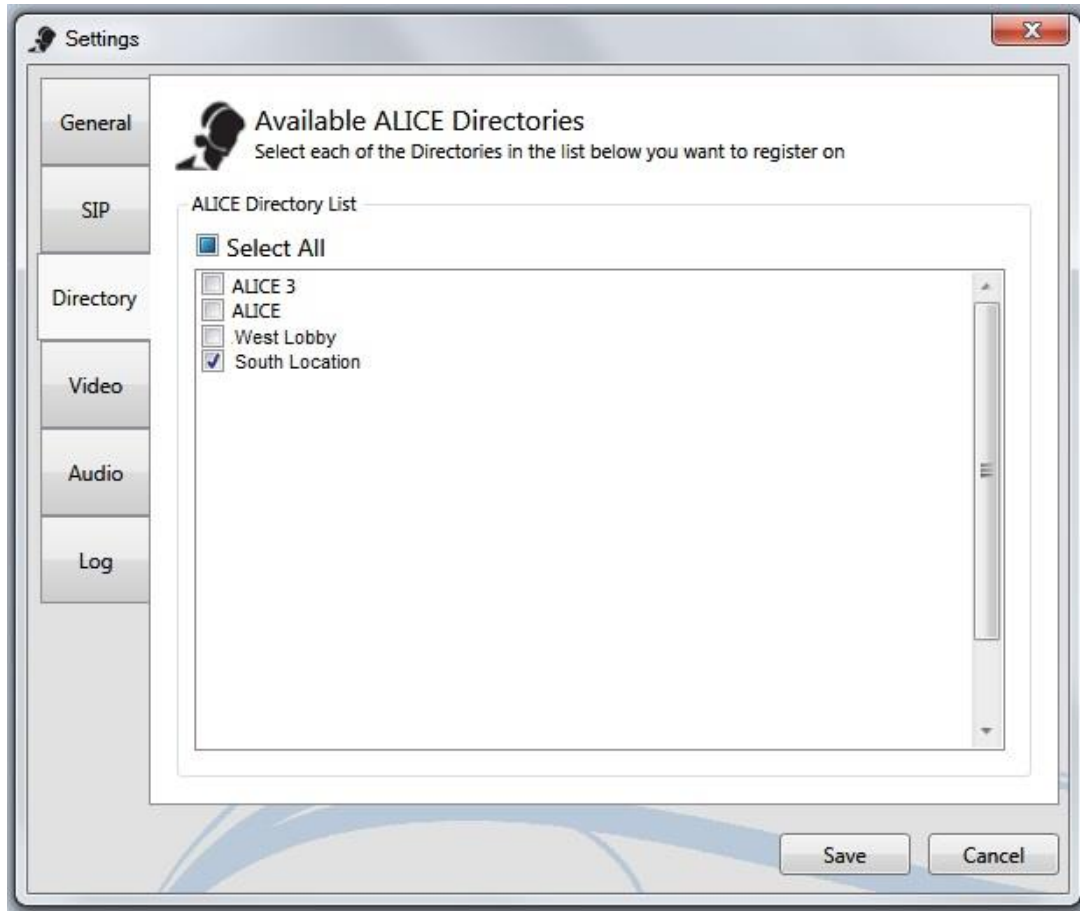 Settings
General
SIP
Directory
Video
Audio
Log
Available ALICE Directories
Select each of the Directories in the list below you want to register on
ALICE Directory List
Select All
ALICE 3
ALICE
West Lobby
South Location
Save
Cancel